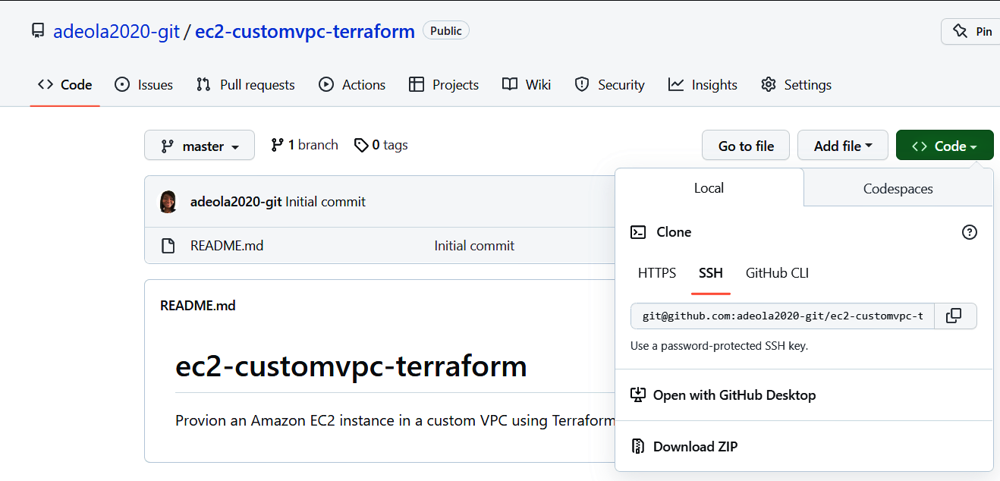 adeola2020-git / ec2-customvpc-terraform Public Pin
Code Issues Pull requests Actions Projects Wiki Security Insights Settings
master 1 branch 0 tags Go to file Add file Code
Local Codespaces
adeola2020-git Initial commit
Clone
README.md Initial commit
HTTPS SSH GitHub CLI
README.md
git@github.com:adeola2020-git/ec2-customvpc-t
Use a password-protected SSH key.
ec2-customvpc-terraform
Open with GitHub Desktop
Provion an Amazon EC2 instance in a custom VPC using Terraform
Download ZIP